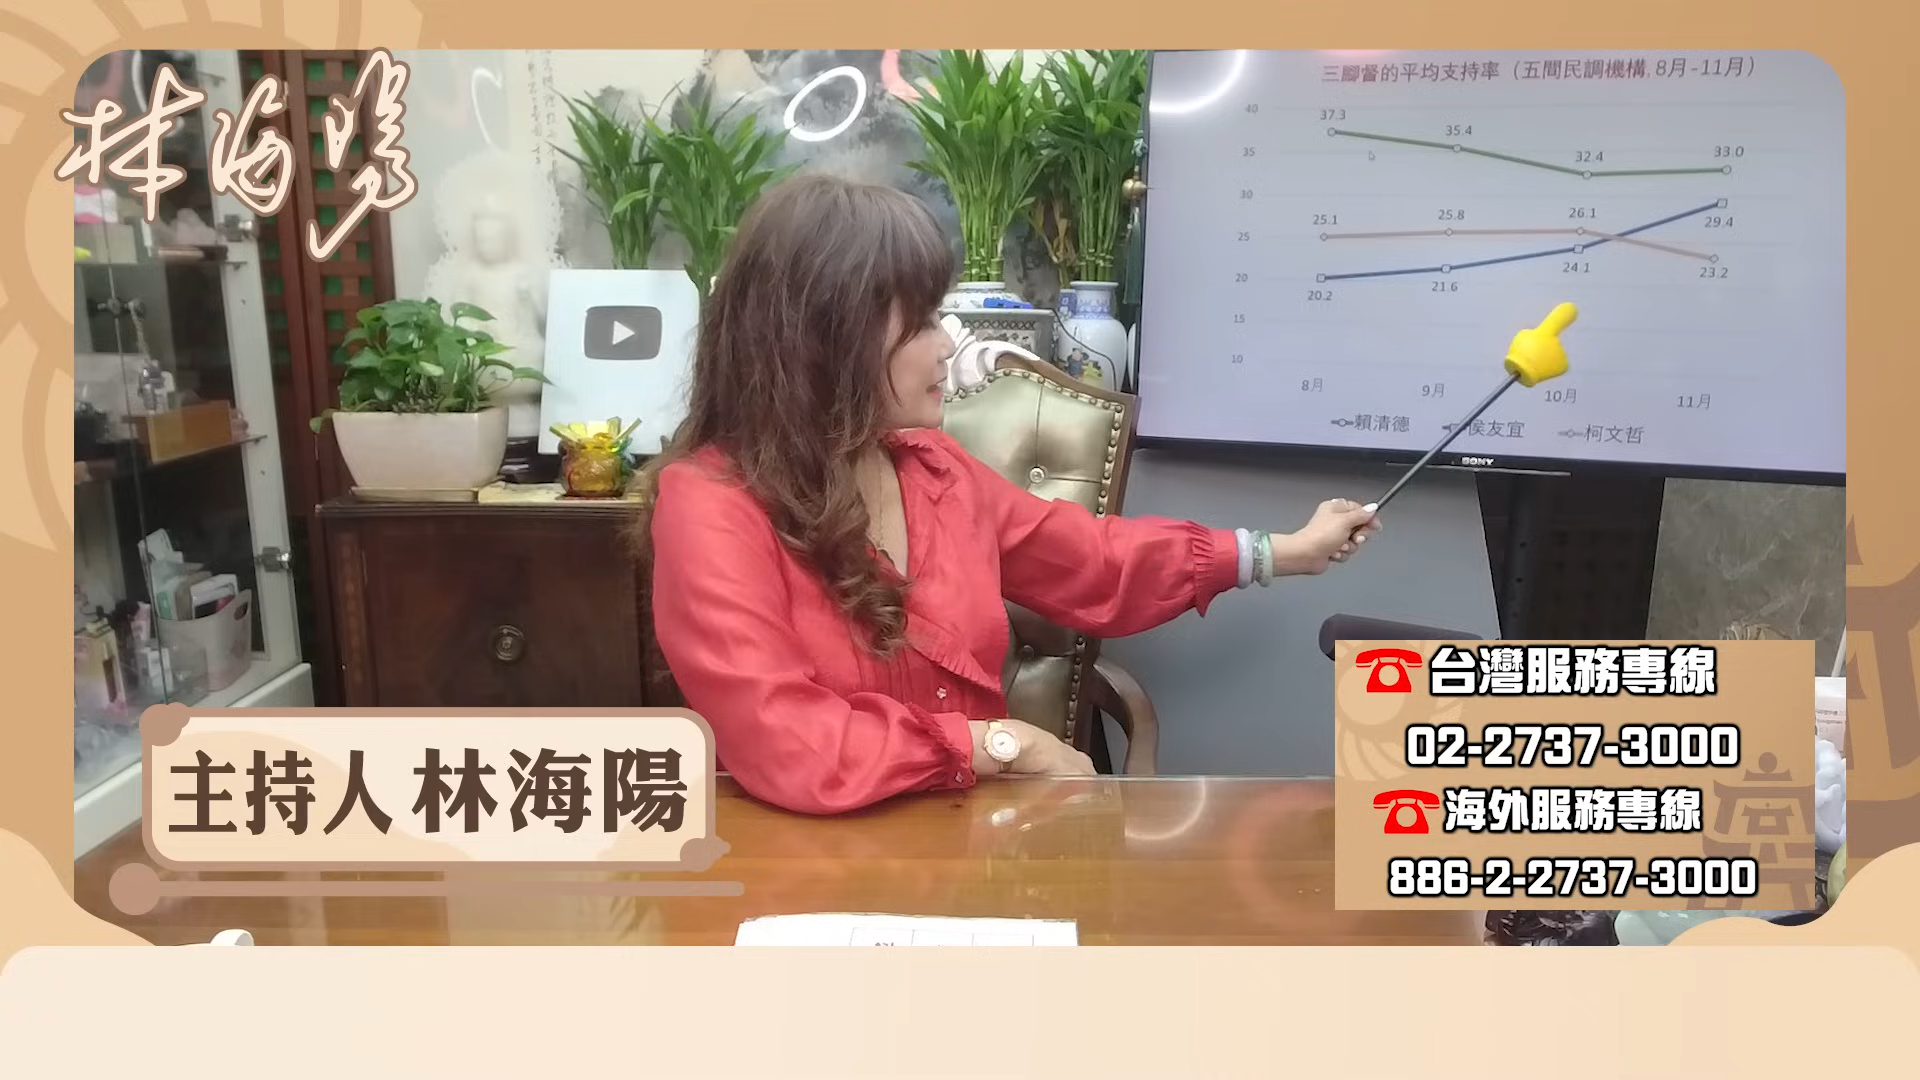 林海陽
三腳督的平均支持率（五間民調機構, 8月-11月）
40
35
30
25
20
15
10
37.3
35.4
32.4
33.0
25.1
25.8
26.1
23.2
20.2
21.6
24.1
29.4
8月
9月
10月
11月
賴清德
侯友宜
柯文哲
SONY
主持人 林海陽
☎台灣服務專線
02-2737-3000
☎海外服務專線
886-2-2737-3000